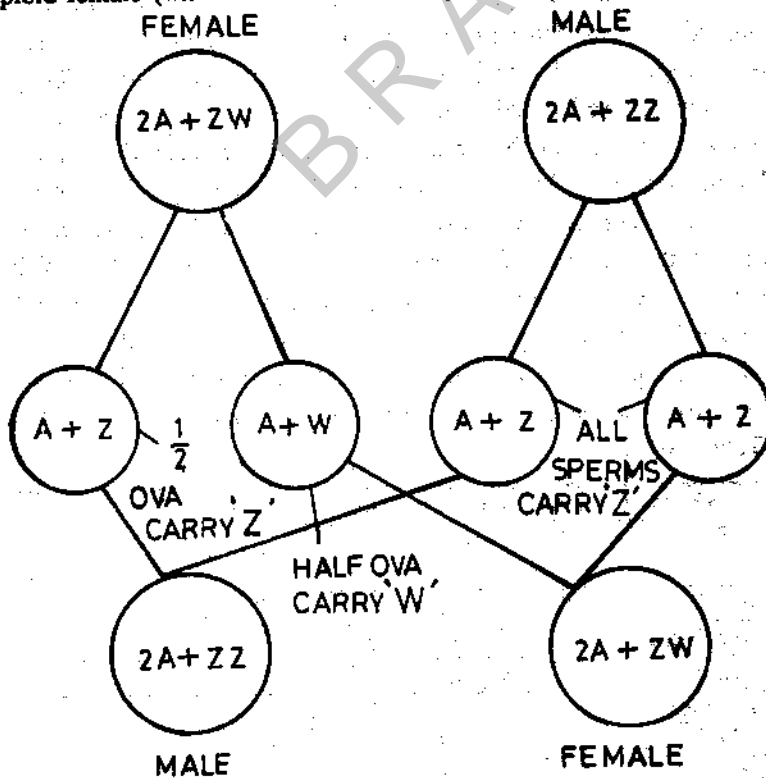 FEMALE
MALE
2A + ZW
2A + ZZ
A + Z
A + W
A + Z
A + Z
1/2
OVA
CARRY 'Z'
ALL
SPERMS
CARRY 'Z'
HALF OVA
CARRY 'W'
2A + ZZ
2A + ZW
MALE
FEMALE
B R A